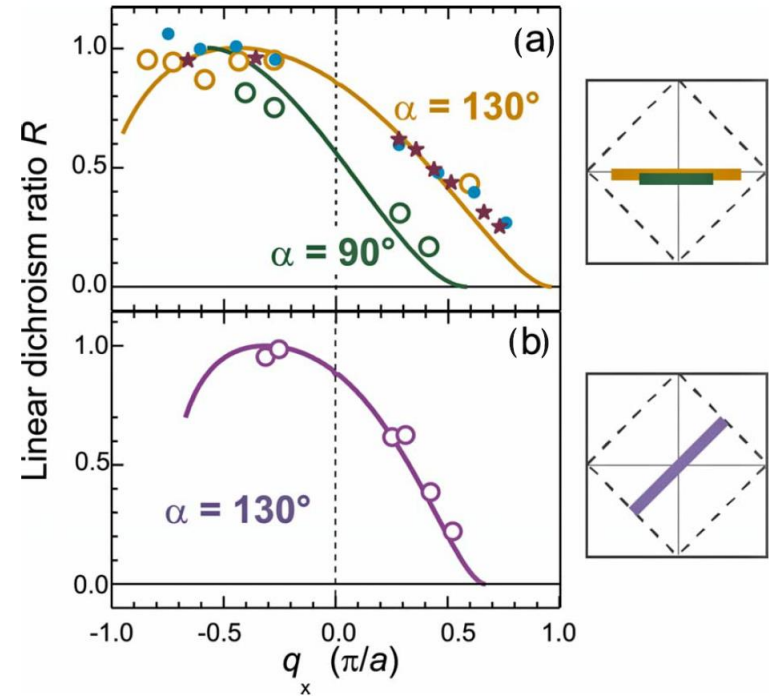 Linear dichroism ratio R
(a)
1.0
α = 130°
0.5
α = 90°
0.0
(b)
1.0
0.5
α = 130°
0.0
-1.0 -0.5 0.0 0.5 1.0
qx (π/a)